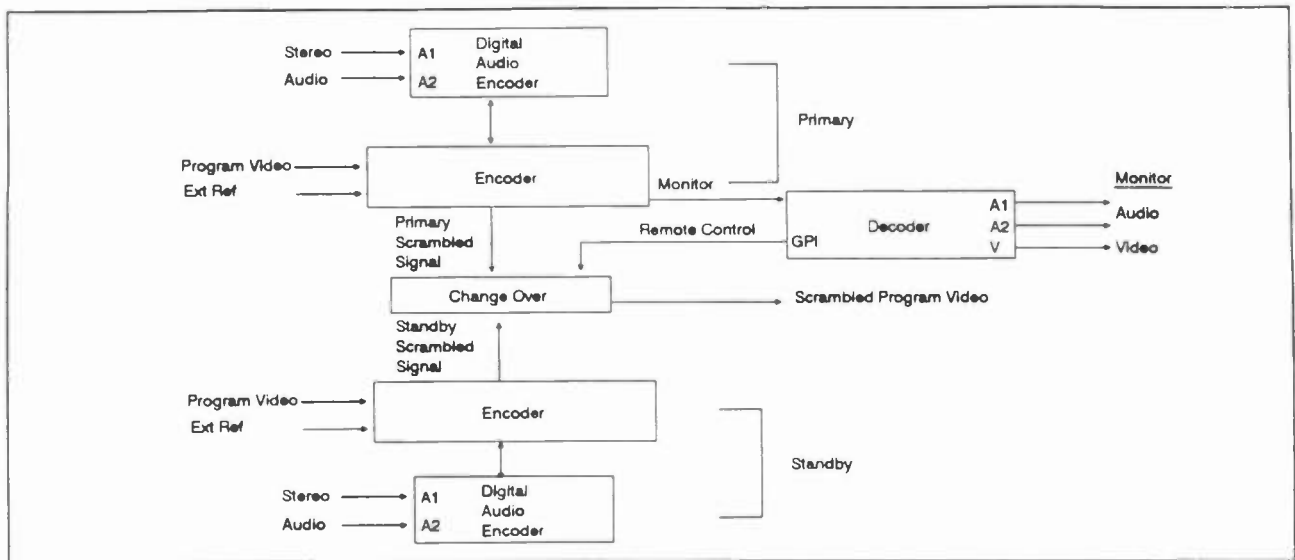 Stereo
Audio
A1
A2
Digital
Audio
Encoder
Primary
Program Video
Ext Ref
Encoder
Monitor
Primary
Scrambled
Signal
Remote Control
GPI
Decoder
A1
A2
V
Monitor
Audio
Video
Change Over
Scrambled Program Video
Standby
Scrambled
Signal
Program Video
Ext Ref
Encoder
Standby
Stereo
Audio
A1
A2
Digital
Audio
Encoder